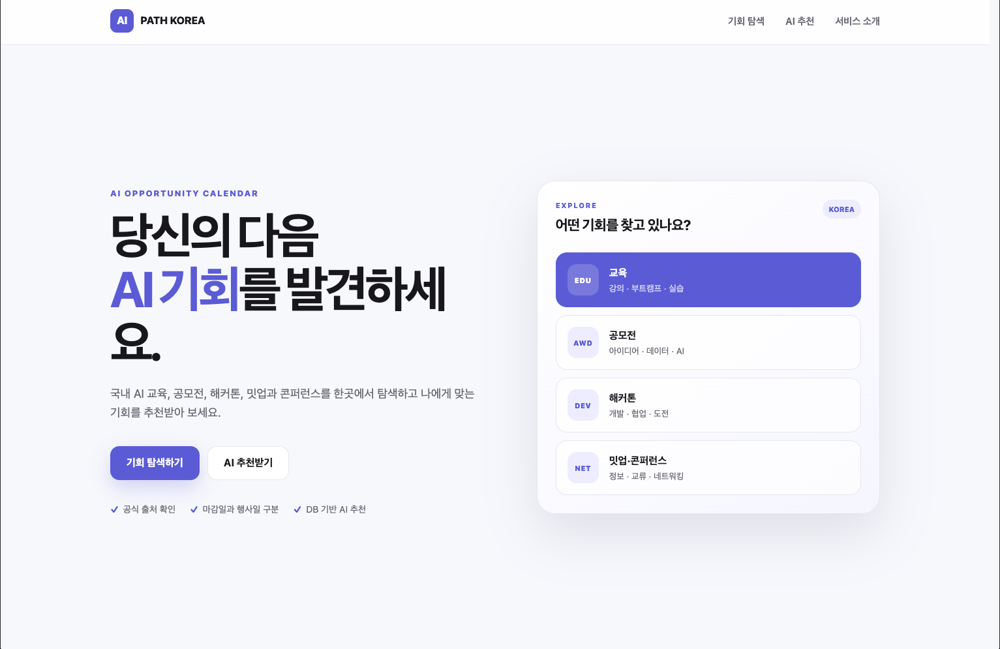 AI PATH KOREA
기회 탐색 AI 추천 서비스 소개
AI OPPORTUNITY CALENDAR
당신의 다음
AI 기회를 발견하세
요.
국내 AI 교육, 공모전, 해커톤, 밋업과 콘퍼런스를 한곳에서 탐색하고 나에게 맞는
기회를 추천받아 보세요.
기회 탐색하기 AI 추천받기
공식 출처 확인 마감일과 행사일 구분 DB 기반 AI 추천
EXPLORE
KOREA
어떤 기회를 찾고 있나요?
EDU
교육
강의 · 부트캠프 · 실습
AWD
공모전
아이디어 · 데이터 · AI
DEV
해커톤
개발 · 협업 · 도전
NET
밋업·콘퍼런스
정보 · 교류 · 네트워킹